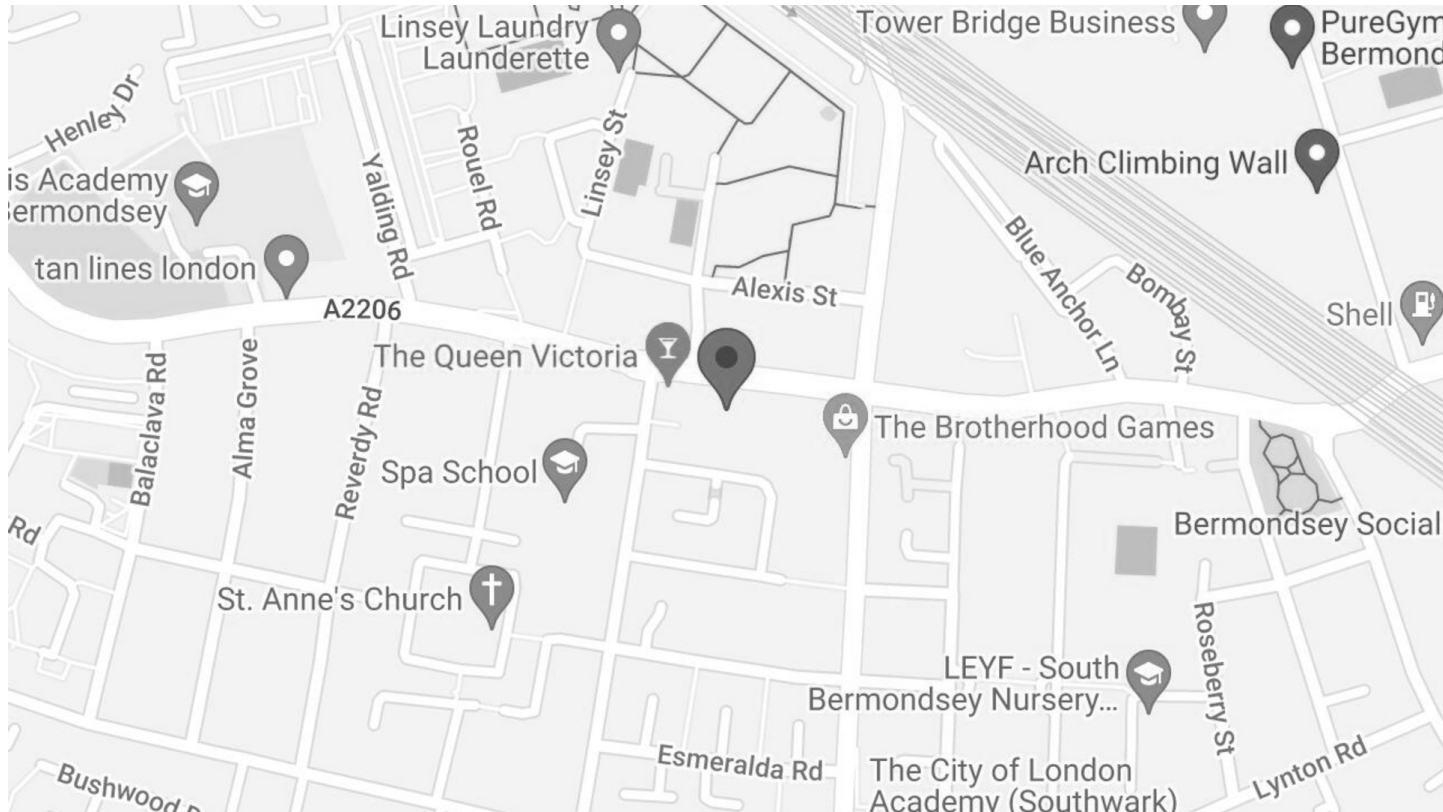 Linsey Laundry
Launderette
Tower Bridge Business
PureGym
Bermond
Henley Dr
Rouel Rd
Linsey St
Yalding Rd
Arch Climbing Wall
is Academy
Bermondsey
Blue Anchor Ln
Bombay St
tan lines london
Alexis St
A2206
Shell
The Queen Victoria
Balaclava Rd
Alma Grove
Reverdy Rd
The Brotherhood Games
Spa School
Rd
Bermondsey Social
St. Anne's Church
Roseberry St
LEYF - South
Bermondsey Nursery...
Esmeralda Rd
The City of London
Academy (Southwark)
Lynton Rd
Bushwood